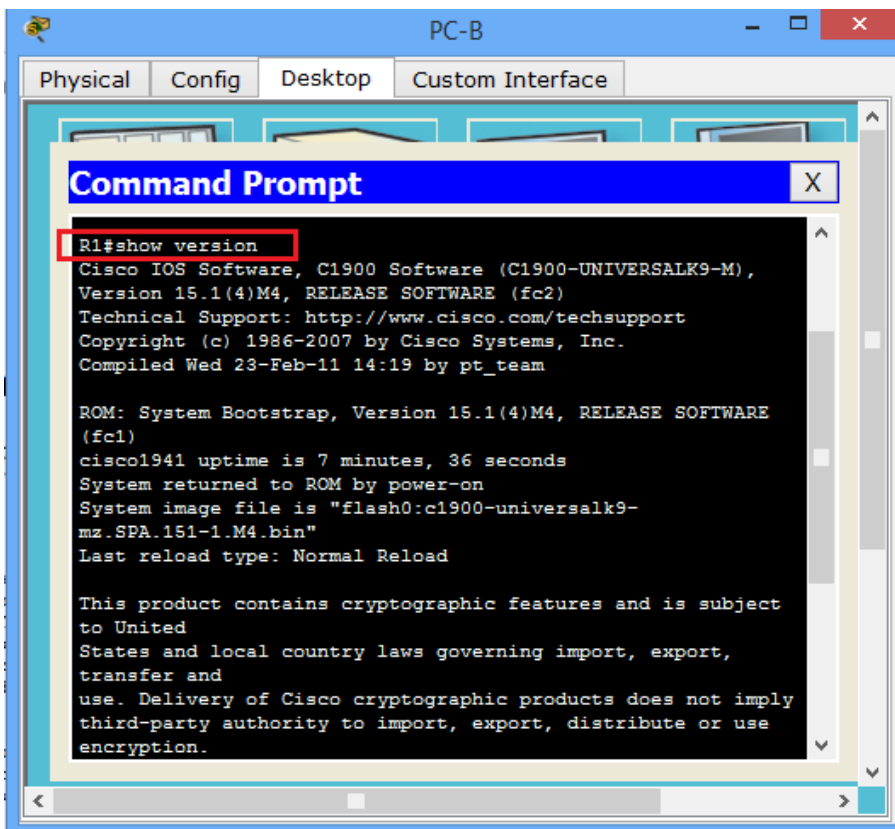 PC-B
Physical Config Desktop Custom Interface
Command Prompt X
R1#show version
Cisco IOS Software, C1900 Software (C1900-UNIVERSALK9-M),
Version 15.1(4)M4, RELEASE SOFTWARE (fc2)
Technical Support: http://www.cisco.com/techsupport
Copyright (c) 1986-2007 by Cisco Systems, Inc.
Compiled Wed 23-Feb-11 14:19 by pt_team
ROM: System Bootstrap, Version 15.1(4)M4, RELEASE SOFTWARE
(fc1)
cisco1941 uptime is 7 minutes, 36 seconds
System returned to ROM by power-on
System image file is "flash0:c1900-universalk9-
mz.SPA.151-1.M4.bin"
Last reload type: Normal Reload
This product contains cryptographic features and is subject
to United
States and local country laws governing import, export,
transfer and
use. Delivery of Cisco cryptographic products does not imply
third-party authority to import, export, distribute or use
encryption.